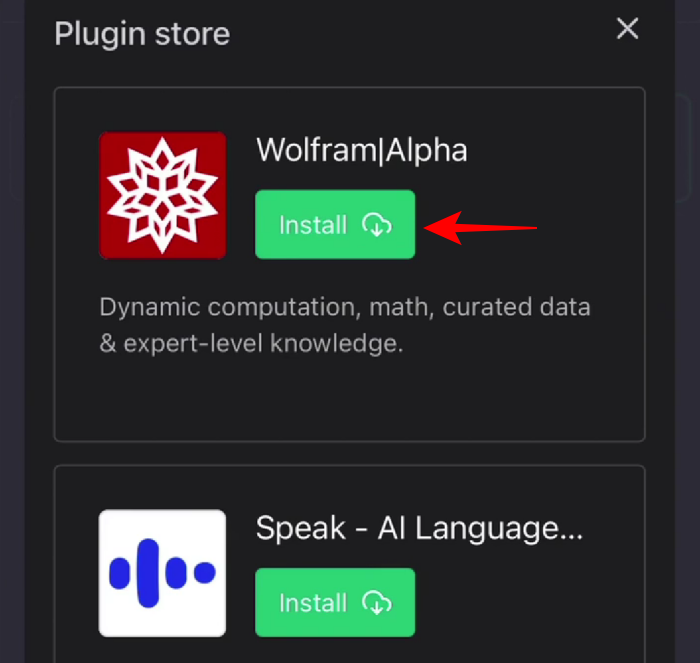 Plugin store
Wolfram|Alpha
Install
Dynamic computation, math, curated data
& expert-level knowledge.
Speak - AI Language...
Install